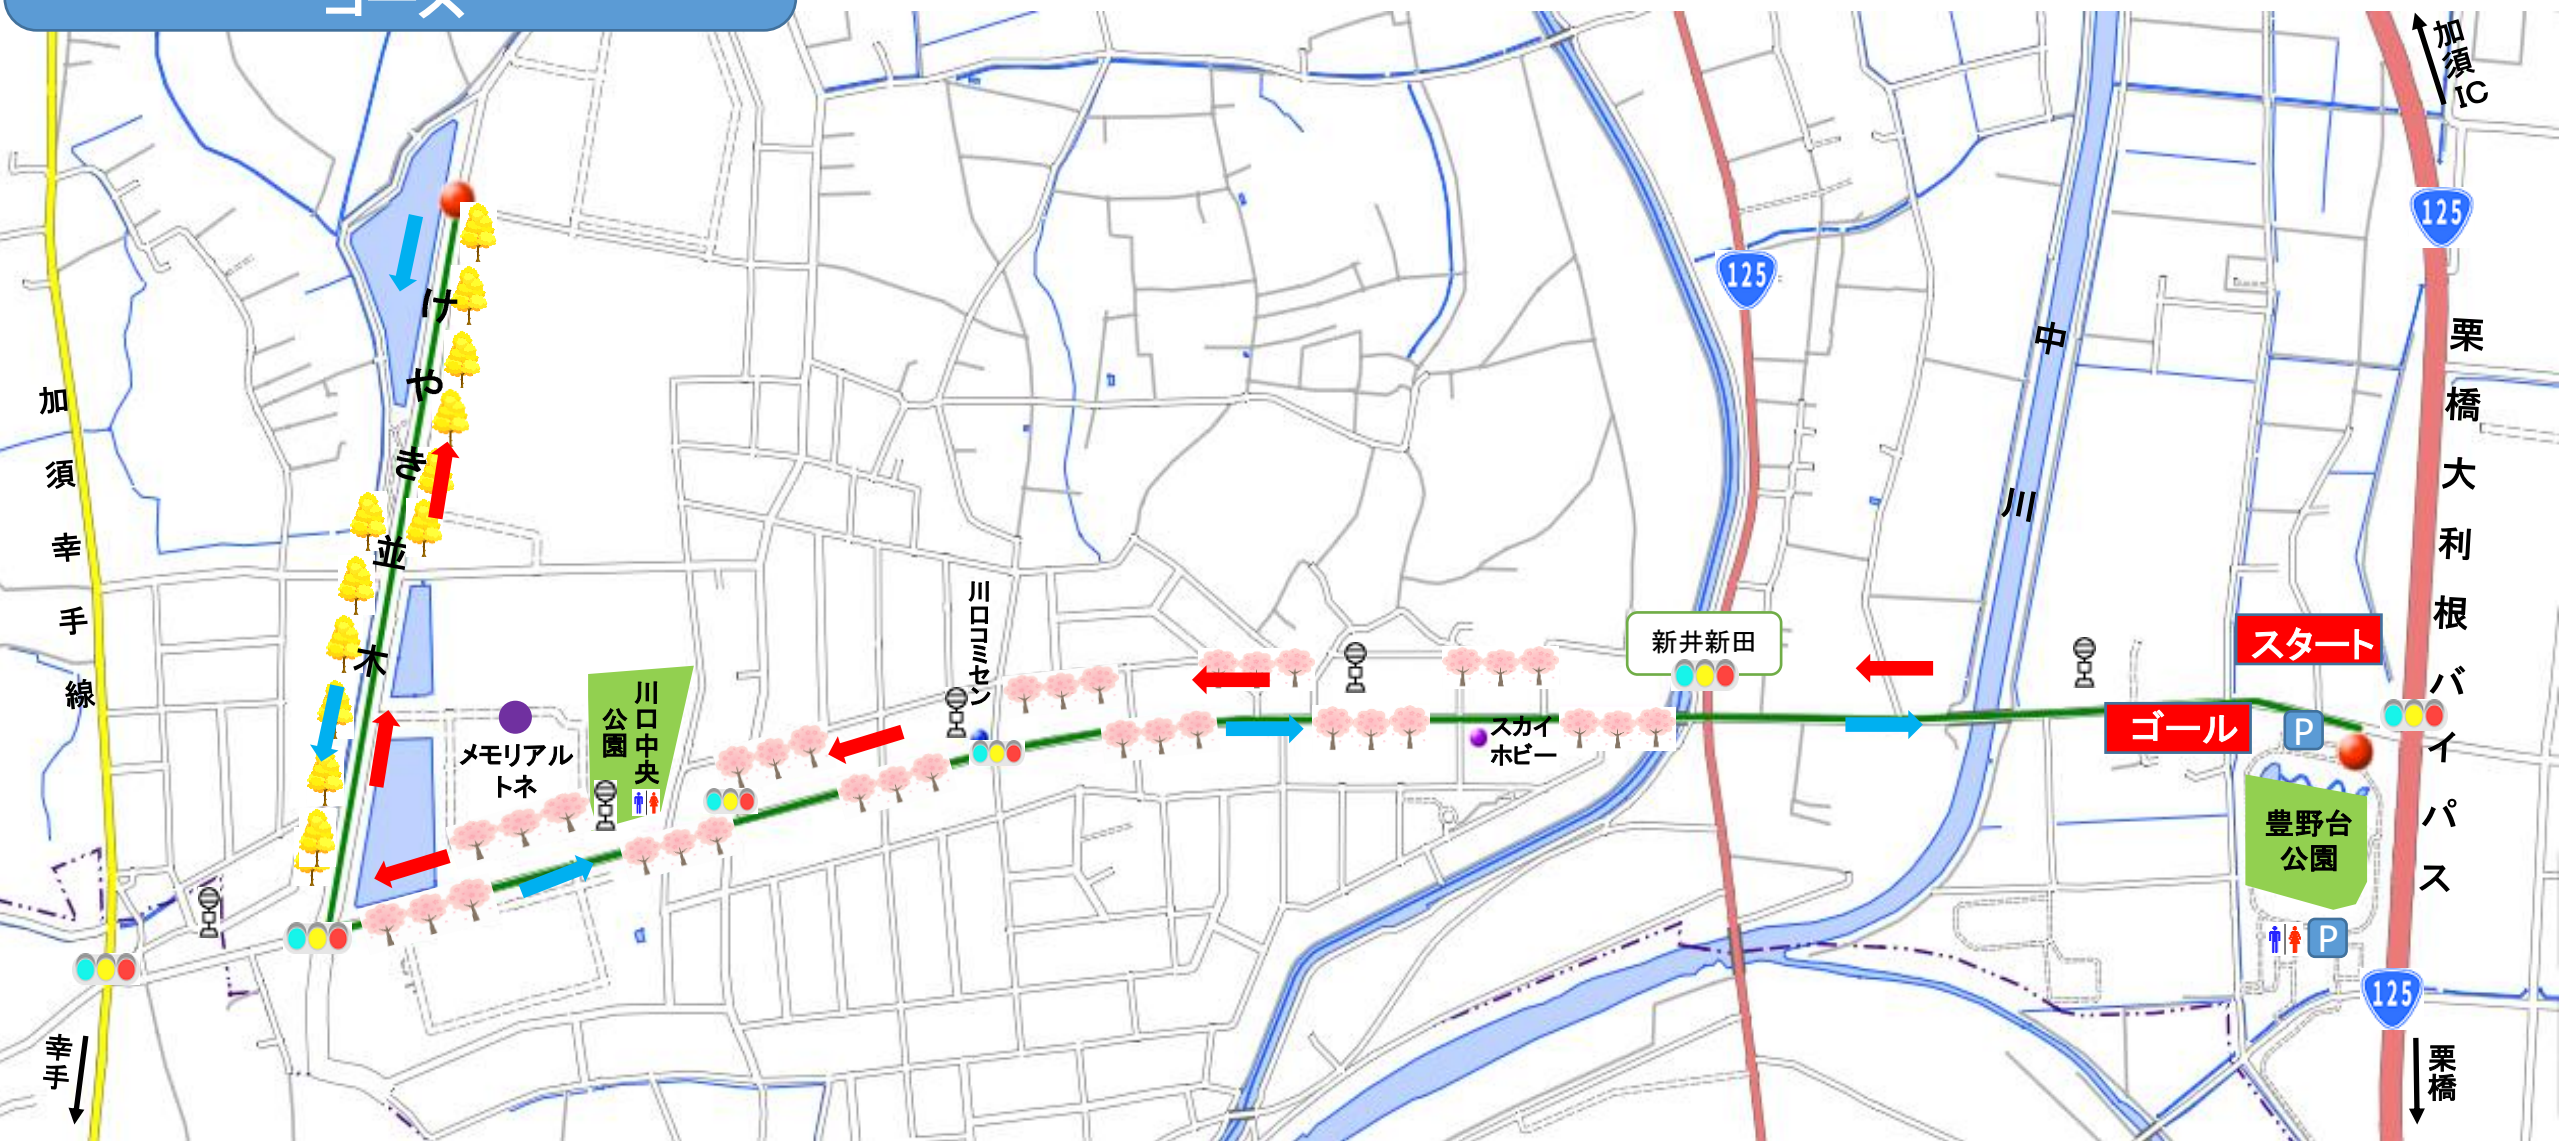 コース
加須IC
125
125
中川
栗橋大利根バイパス
加須幸手線
けやき並木
川口コミセン
新井新田
スタート
ゴール
P
スカイ
ホビー
川口中央
公園
メモリアル
トネ
豊野台
公園
P
125
幸手
栗橋